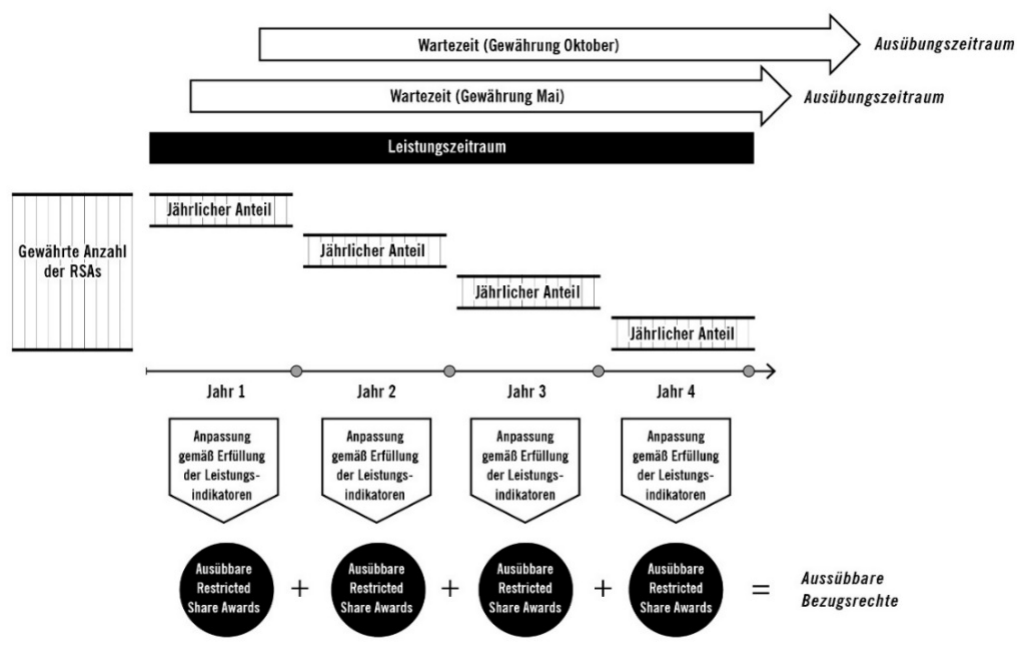 Wartezeit (Gewährung Oktober)
Ausübungszeitraum
Wartezeit (Gewährung Mai)
Ausübungszeitraum
Leistungszeitraum
Gewährte Anzahl
der RSAs
Jährlicher Anteil
Jährlicher Anteil
Jährlicher Anteil
Jährlicher Anteil
Jahr 1
Jahr 2
Jahr 3
Jahr 4
Anpassung
gemäß Erfüllung
der Leistungs-
indikatoren
Anpassung
gemäß Erfüllung
der Leistungs-
indikatoren
Anpassung
gemäß Erfüllung
der Leistungs-
indikatoren
Anpassung
gemäß Erfüllung
der Leistungs-
indikatoren
Ausübbare
Restricted
Share Awards
+
Ausübbare
Restricted
Share Awards
+
Ausübbare
Restricted
Share Awards
+
Ausübbare
Restricted
Share Awards
=
Aussübbare
Bezugsrechte